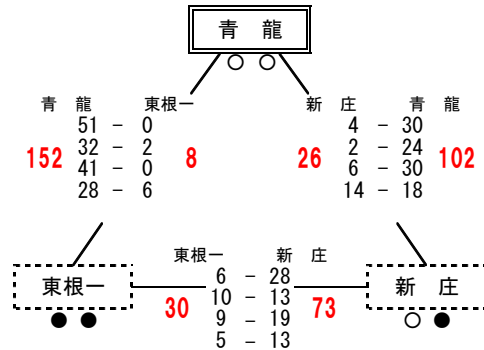 青 龍
○ ○
青 龍 東根一
51 - 0
32 - 2
41 - 0
28 - 6
152 8
新 庄 青 龍
4 - 30
2 - 24
6 - 30
14 - 18
26 102
東根一 新 庄
6 - 28
10 - 13
9 - 19
5 - 13
30 73
東根一
● ●
新 庄
○ ●